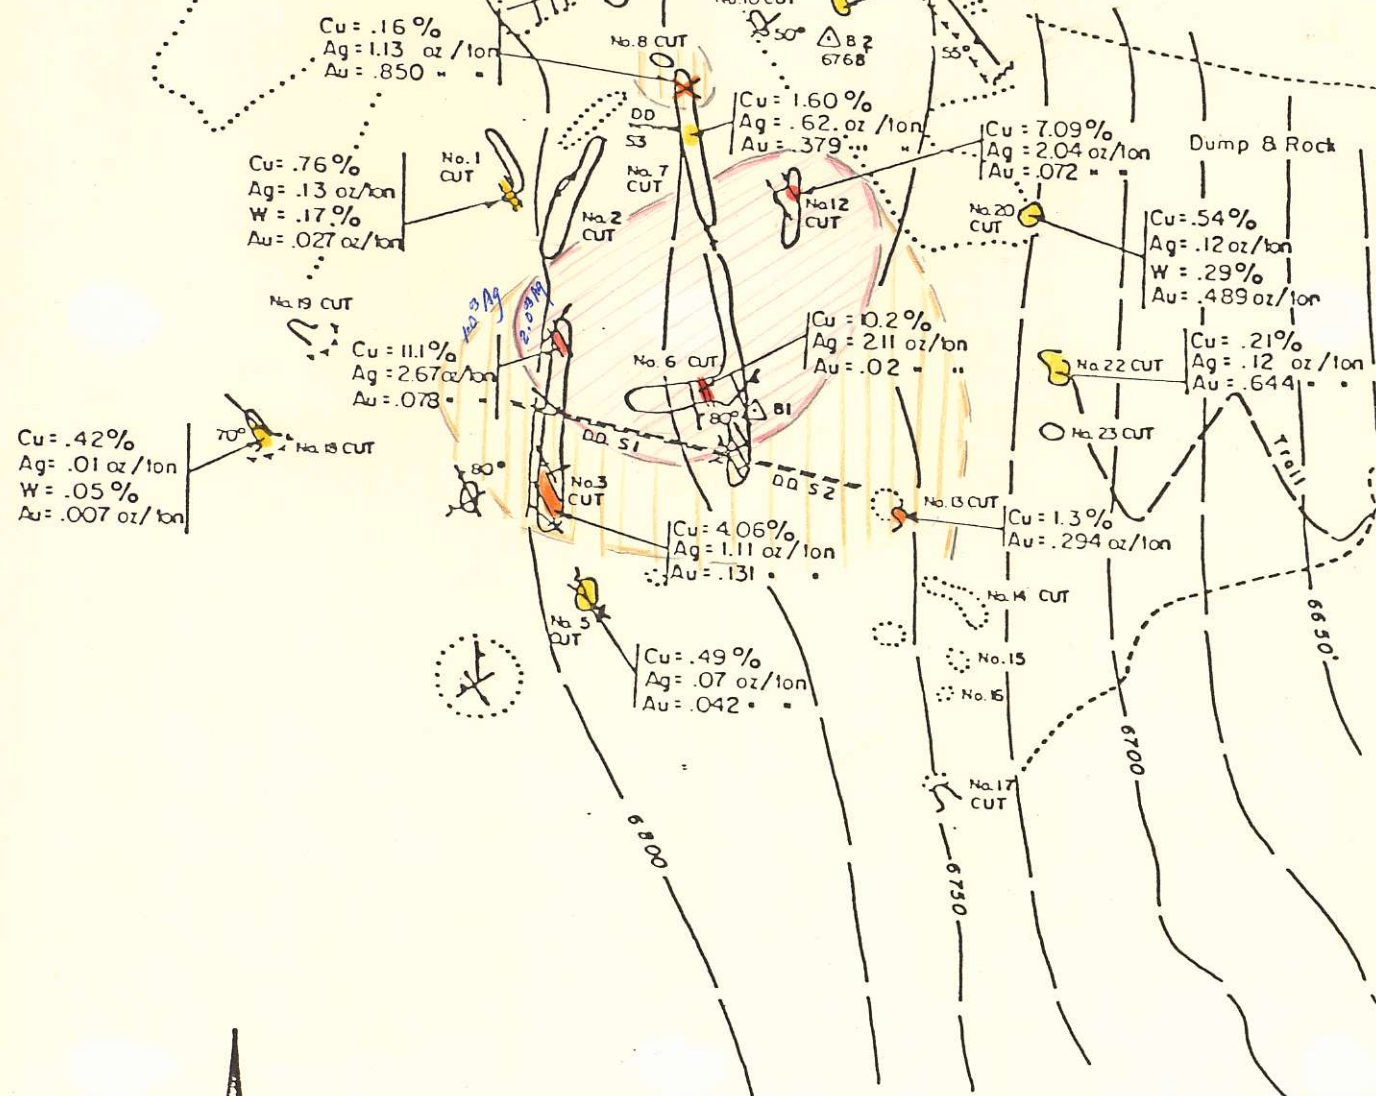 Cu = .16 %
Ag = 1.13 oz /ton
Au = .850 " "
No. 8 CUT
50°
B 2
6768
55°
Cu = 1.60 %
Ag = .62. oz /ton
Au = .379 " "
DD
S3
Cu = 7.09%
Ag = 2.04 oz/ton
Au = .072 " "
Dump & Rock
Cu= .76 %
Ag= .13 oz/ton
W = .17 %
Au= .027 oz/ton
No. 1
CUT
No. 7
CUT
No. 2
CUT
No 12
CUT
No. 20
CUT
Cu=.54%
Ag= .12 oz/ton
W = .29%
Au= .489 oz/ton
No. 19 CUT
1.0 oz Ag
2.0 oz Ag
Cu = 11.1%
Ag = 2.67 oz/ton
Au = .078 " "
No. 6 CUT
Cu = 10.2%
Ag = 2.11 oz/ton
Au = .02 " "
80°
B1
No 22 CUT
Cu = .21%
Ag = .12 oz /ton
Au = .644 " "
No. 23 CUT
Trail
Cu= .42%
Ag= .01 oz/ton
W = .05 %
Au= .007 oz/ton
70°
No. 18 CUT
DD. S1
DD. S2
80°
No. 3
CUT
No. 13 CUT
Cu = 1.3 %
Au= .294 oz/ton
Cu = 4.06%
Ag = 1.11 oz/ton
Au = .131 " "
No. 5
CUT
No. 14 CUT
No. 15
No. 16
Cu= .49 %
Ag= .07 oz/ton
Au= .042 " "
No. 17
CUT
6650'
6700
6750
6800